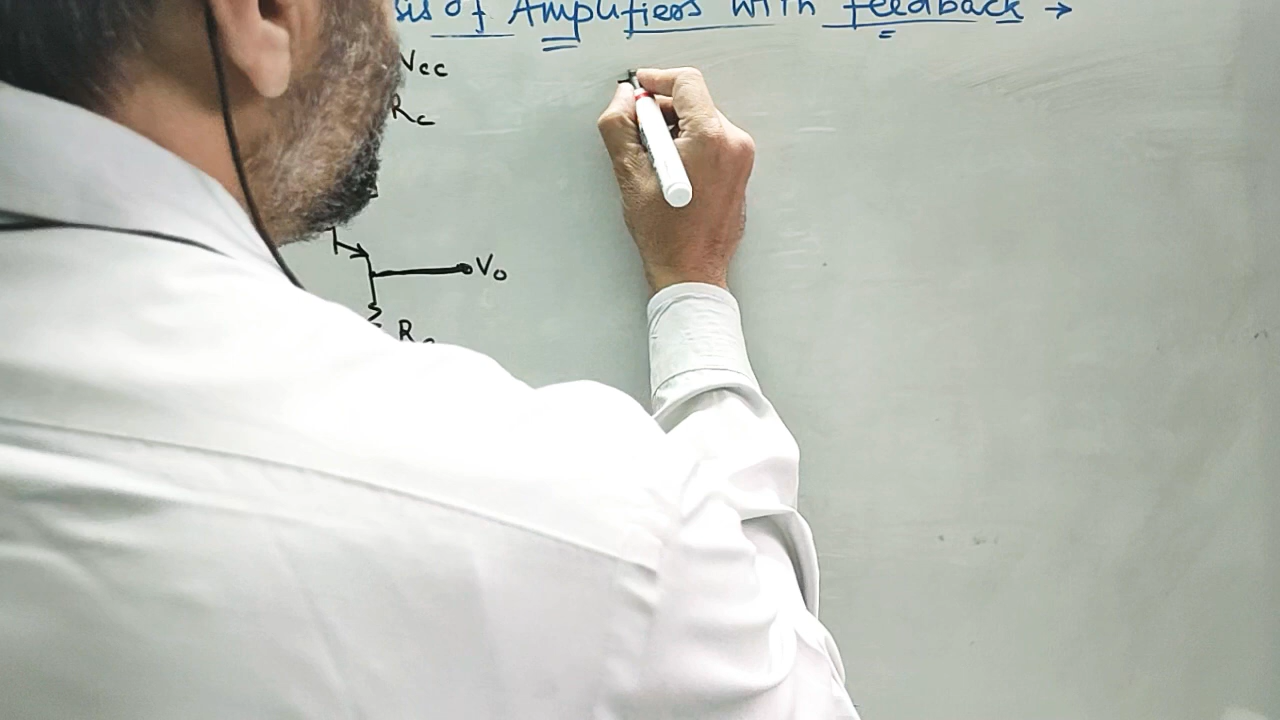 of Amplifiers with feedback →
Vcc
Rc
Vo